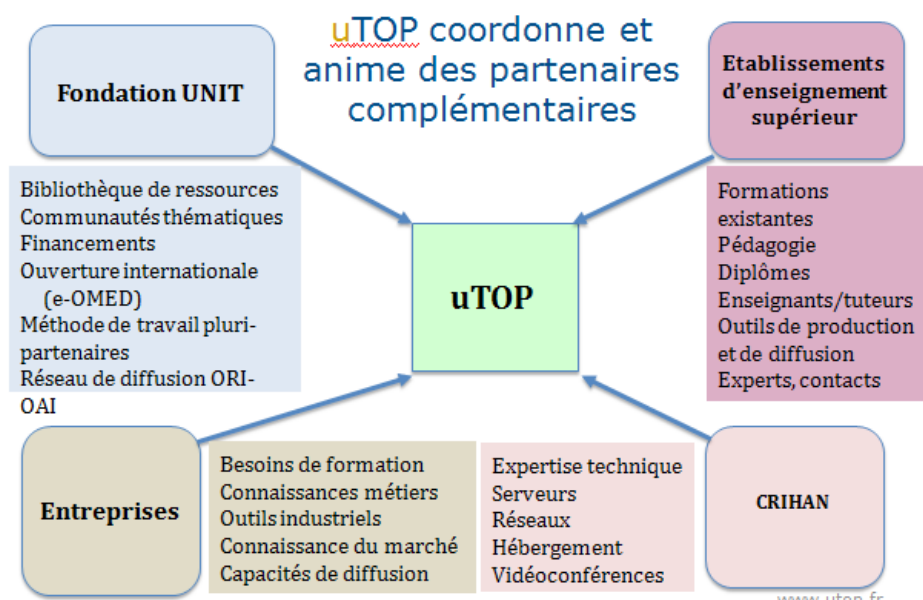 uTOP coordonne et
anime des partenaires
complémentaires
Fondation UNIT
Etablissements
d'enseignement
supérieur
Bibliothèque de ressources
Communautés thématiques
Financements
Ouverture internationale
(e-OMED)
Méthode de travail pluri-
partenaires
Réseau de diffusion ORI-
OAI
uTOP
Formations
existantes
Pédagogie
Diplômes
Enseignants/tuteurs
Outils de production
et de diffusion
Experts, contacts
Entreprises
Besoins de formation
Connaissances métiers
Outils industriels
Connaissance du marché
Capacités de diffusion
Expertise technique
Serveurs
Réseaux
Hébergement
Vidéoconférences
CRIHAN
www.utop.fr